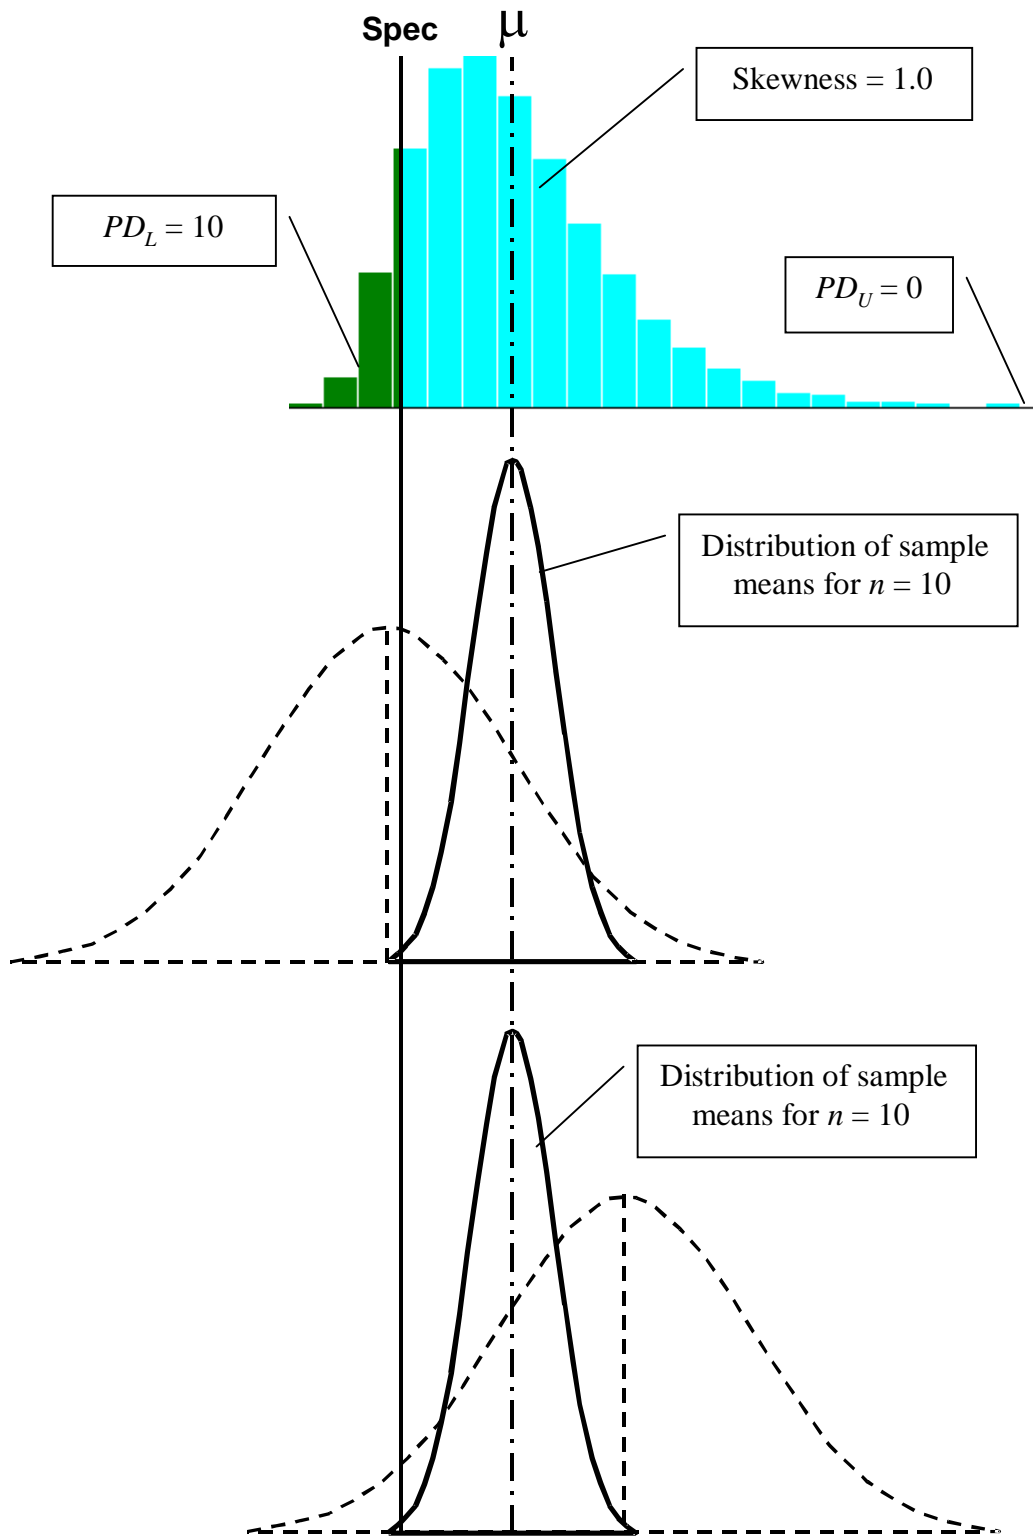 Spec μ
Skewness = 1.0
PD_L = 10
PD_U = 0
Distribution of sample
means for n = 10
Distribution of sample
means for n = 10